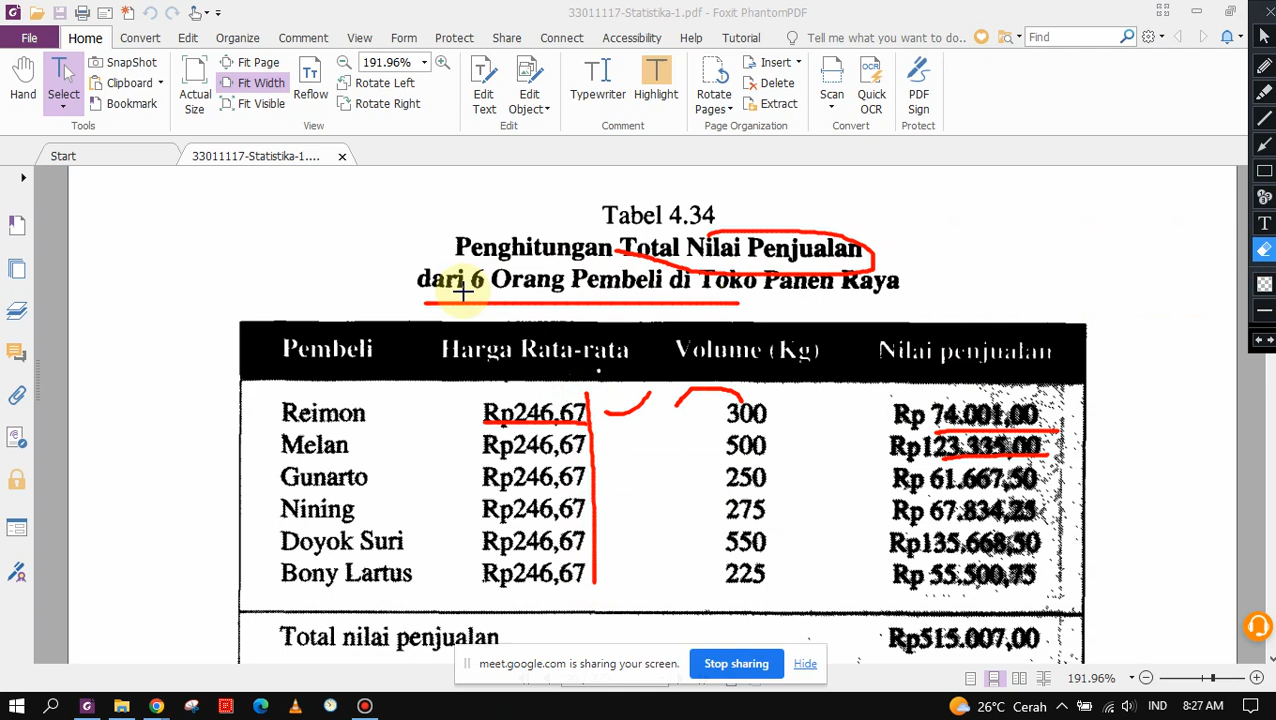 33011117-Statistika-1.pdf - Foxit PhantomPDF
File Home Convert Edit Organize Comment View Form Protect Share Connect Accessibility Help Tutorial Tell me what you want to do... Find
Hand
Select
SnapShot
Clipboard
Bookmark
Tools
Actual Size
Fit Page
Fit Width
Fit Visible
Reflow
191.96%
Rotate Left
Rotate Right
View
Edit Text
Edit Object
Edit
Typewriter
Highlight
Comment
Rotate Pages
Insert
Delete
Extract
Page Organization
Scan
Quick OCR
Convert
PDF Sign
Protect
Start 33011117-Statistika-1....
Tabel 4.34
Penghitungan Total Nilai Penjualan
dari 6 Orang Pembeli di Toko Panen Raya
Pembeli Harga Rata-rata Volume (Kg) Nilai penjualan
Reimon Rp246,67 300 Rp 74.001,00
Melan Rp246,67 500 Rp123.335,00
Gunarto Rp246,67 250 Rp 61.667,50
Nining Rp246,67 275 Rp 67.834,25
Doyok Suri Rp246,67 550 Rp135.668,50
Bony Lartus Rp246,67 225 Rp 55.500,75
Total nilai penjualan Rp515.007,00
meet.google.com is sharing your screen. Stop sharing Hide
191.96%
26°C Cerah IND 8:27 AM